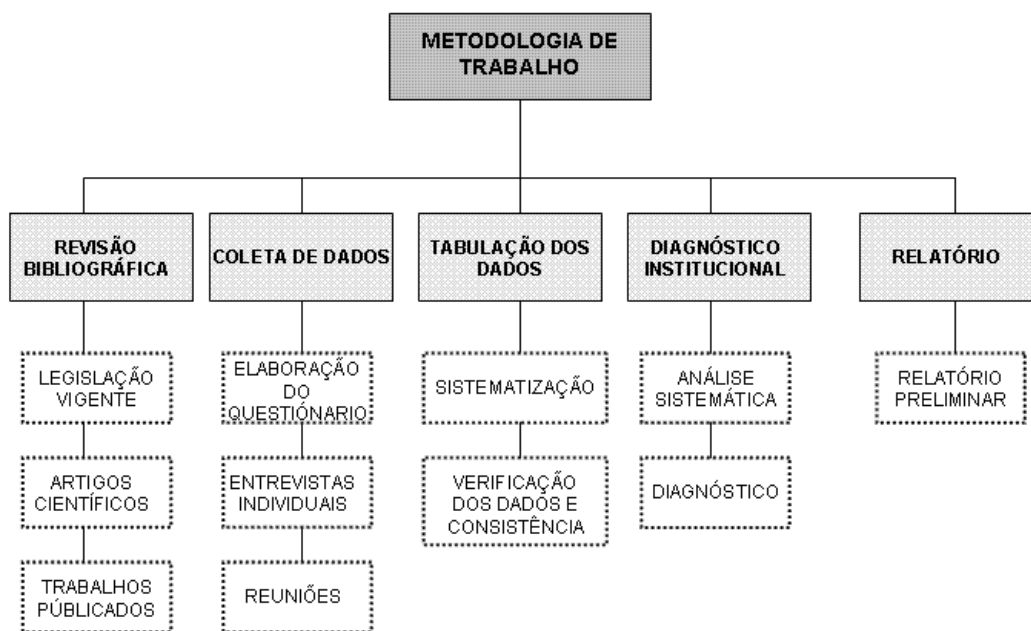 METODOLOGIA DE
TRABALHO
REVISÃO
BIBLIOGRÁFICA
COLETA DE DADOS
TABULAÇÃO DOS
DADOS
DIAGNÓSTICO
INSTITUCIONAL
RELATÓRIO
LEGISLAÇÃO
VIGENTE
ARTIGOS
CIENTÍFICOS
TRABALHOS
PÚBLICADOS
ELABORAÇÃO
DO
QUESTIÓNARIO
ENTREVISTAS
INDIVIDUAIS
REUNIÕES
SISTEMATIZAÇÃO
VERIFICAÇÃO
DOS DADOS E
CONSISTÊNCIA
ANÁLISE
SISTEMÁTICA
DIAGNÓSTICO
RELATÓRIO
PRELIMINAR